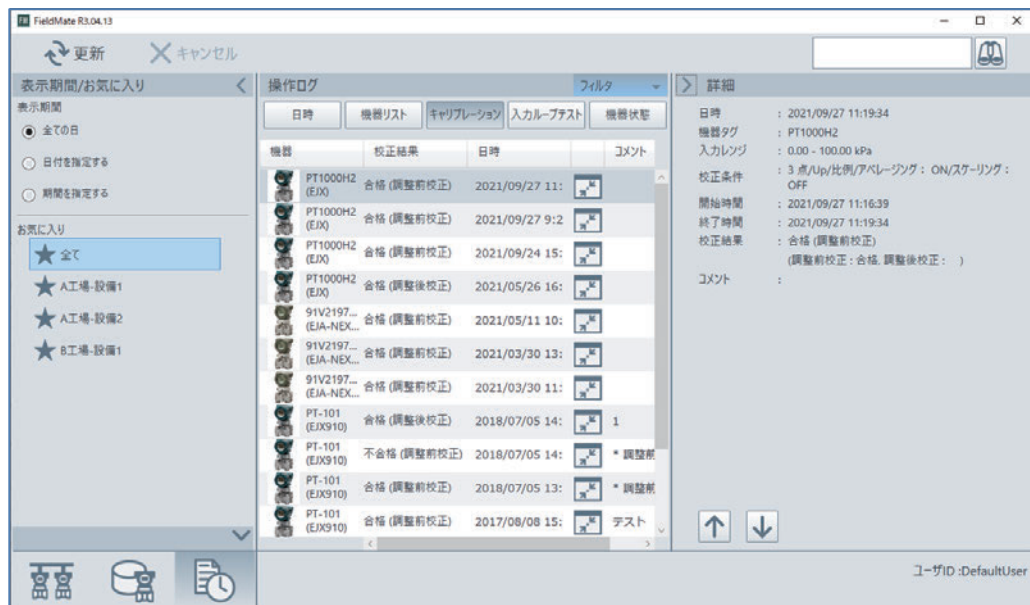 FieldMate R3.04.13
更新 キャンセル
表示期間/お気に入り
表示期間
全ての日
日付を指定する
期間を指定する
お気に入り
全て
A工場-設備1
A工場-設備2
B工場-設備1
操作ログ フィルタ
日時 機器リスト キャリブレーション 入力ループテスト 機器状態
機器 校正結果 日時 コメント
PT1000H2 (EJX) 合格 (調整前校正) 2021/09/27 11:
PT1000H2 (EJX) 合格 (調整前校正) 2021/09/27 9:2
PT1000H2 (EJX) 合格 (調整前校正) 2021/09/24 15:
PT1000H2 (EJX) 合格 (調整後校正) 2021/05/26 16:
91V2197... (EJA-NEX... 合格 (調整前校正) 2021/05/11 10:
91V2197... (EJA-NEX... 合格 (調整前校正) 2021/03/30 13:
91V2197... (EJA-NEX... 合格 (調整前校正) 2021/03/30 11:
PT-101 (EJX910) 合格 (調整後校正) 2018/07/05 14: 1
PT-101 (EJX910) 不合格 (調整前校正) 2018/07/05 14: * 調整前
PT-101 (EJX910) 合格 (調整前校正) 2018/07/05 13: * 調整前
PT-101 (EJX910) 合格 (調整前校正) 2017/08/08 15: テスト
詳細
日時 : 2021/09/27 11:19:34
機器タグ : PT1000H2
入力レンジ : 0.00 - 100.00 kPa
校正条件 : 3 点/Up/比例/アベレージング : ON/スケーリング :
OFF
開始時間 : 2021/09/27 11:16:39
終了時間 : 2021/09/27 11:19:34
校正結果 : 合格 (調整前校正)
(調整前校正 : 合格, 調整後校正 : )
コメント :
ユーザID :DefaultUser